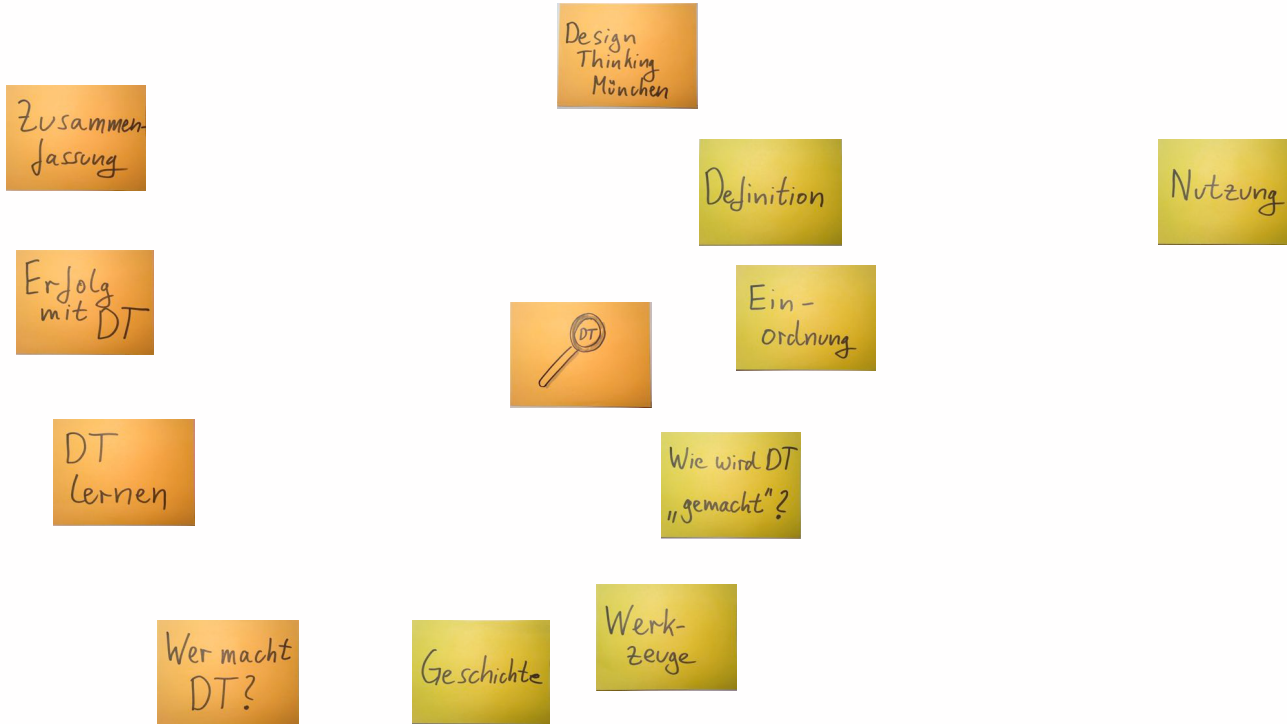 Design
Thinking
München
Zusammen-
fassung
Definition
Nutzung
Erfolg
mit DT
Ein-
ordnung
DT
DT
lernen
Wie wird DT
„gemacht“?
Werk-
zeuge
Wer macht
DT?
Geschichte